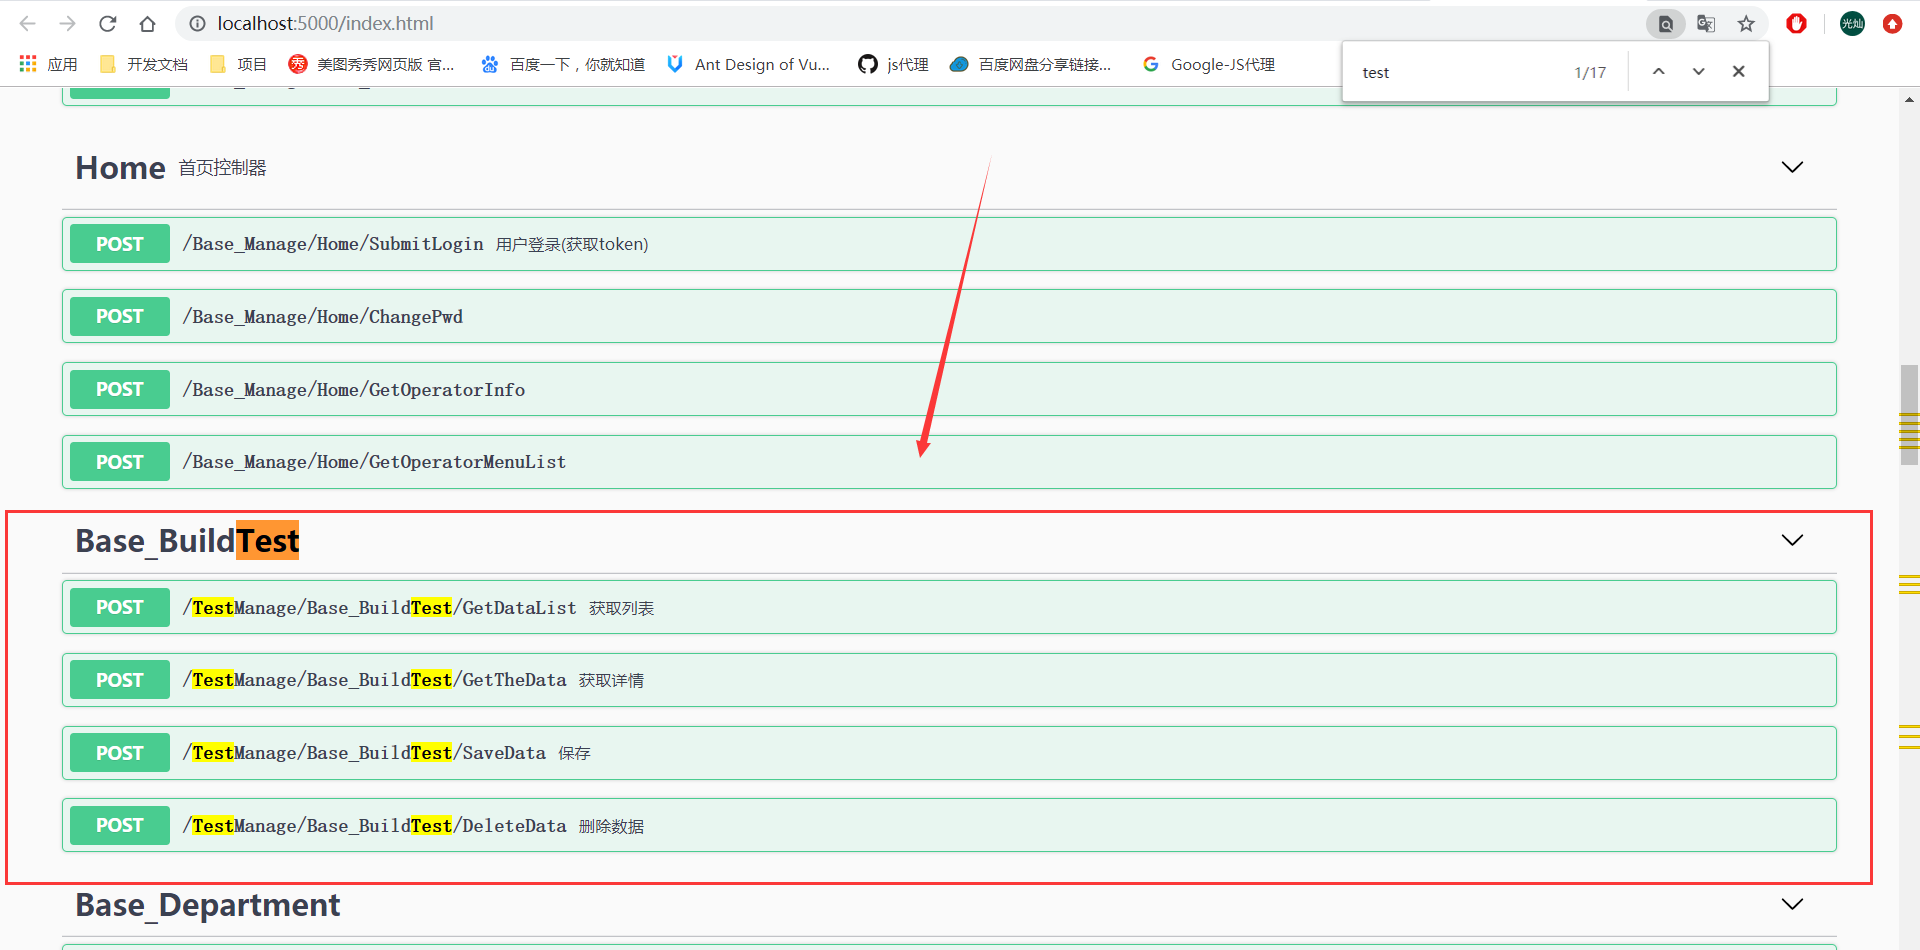 localhost:5000/index.html
光灿
应用 开发文档 项目 秀 美图秀秀网页版 官... 百度一下，你就知道 Ant Design of Vu... js代理 百度网盘分享链接... Google-JS代理
test 1/17
Home 首页控制器
POST /Base_Manage/Home/SubmitLogin 用户登录(获取token)
POST /Base_Manage/Home/ChangePwd
POST /Base_Manage/Home/GetOperatorInfo
POST /Base_Manage/Home/GetOperatorMenuList
Base_BuildTest
POST /TestManage/Base_BuildTest/GetDataList 获取列表
POST /TestManage/Base_BuildTest/GetTheData 获取详情
POST /TestManage/Base_BuildTest/SaveData 保存
POST /TestManage/Base_BuildTest/DeleteData 删除数据
Base_Department